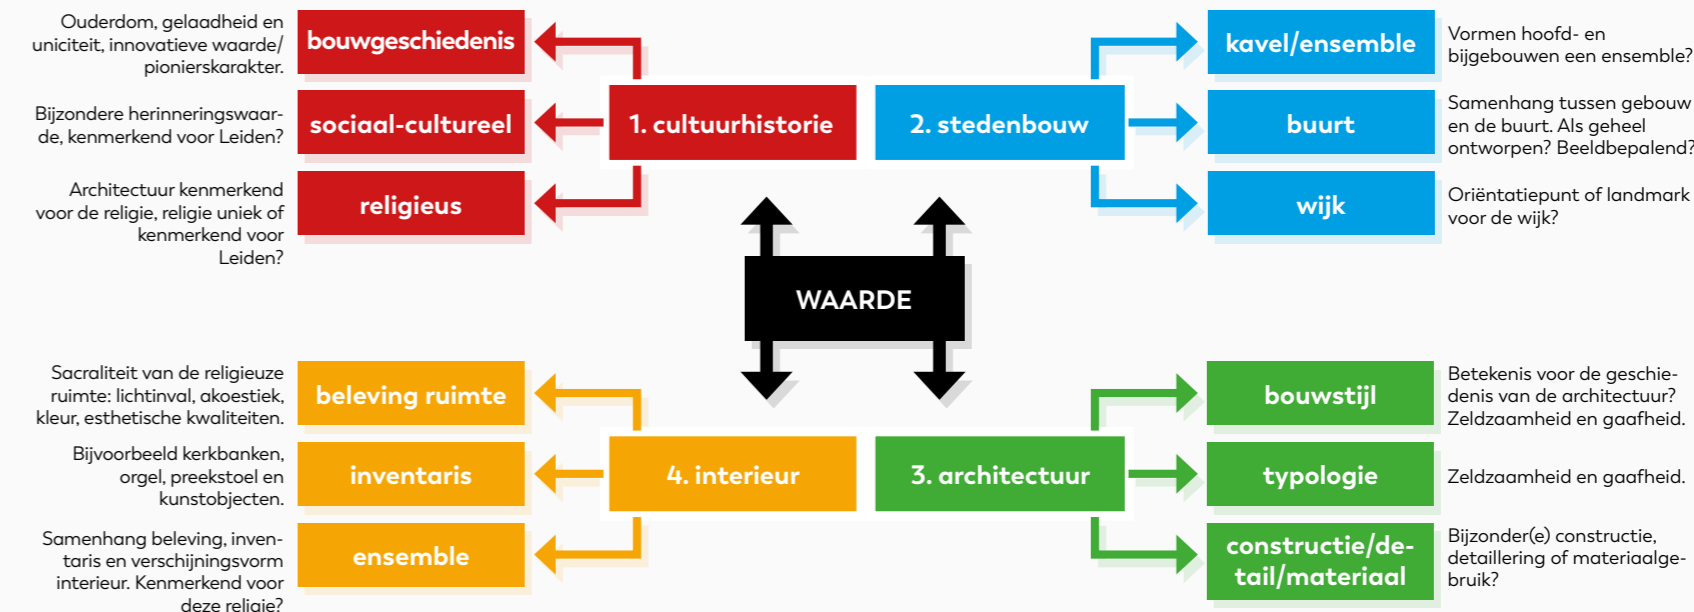 Ouderdom, gelaadheid en
uniciteit, innovatieve waarde/
pionierskarakter.
bouwgeschiedenis
Bijzondere herinneringswaar-
de, kenmerkend voor Leiden?
sociaal-cultureel
Architectuur kenmerkend
voor de religie, religie uniek of
kenmerkend voor
Leiden?
religieus
1. cultuurhistorie
2. stedenbouw
kavel/ensemble
Vormen hoofd- en
bijgebouwen een ensemble?
buurt
Samenhang tussen gebouw
en de buurt. Als geheel
ontworpen? Beeldbepalend?
wijk
Oriëntatiepunt of landmark
voor de wijk?
WAARDE
Sacraliteit van de religieuze
ruimte: lichtinval, akoestiek,
kleur, esthetische kwaliteiten.
beleving ruimte
Bijvoorbeeld kerkbanken,
orgel, preekstoel en
kunstobjecten.
inventaris
Samenhang beleving, inven-
taris en verschijningsvorm
interieur. Kenmerkend voor
deze religie?
ensemble
4. interieur
3. architectuur
bouwstijl
Betekenis voor de geschie-
denis van de architectuur?
Zeldzaamheid en gaafheid.
typologie
Zeldzaamheid en gaafheid.
constructie/de-
tail/materiaal
Bijzonder(e) constructie,
detaillering of materiaalge-
bruik?